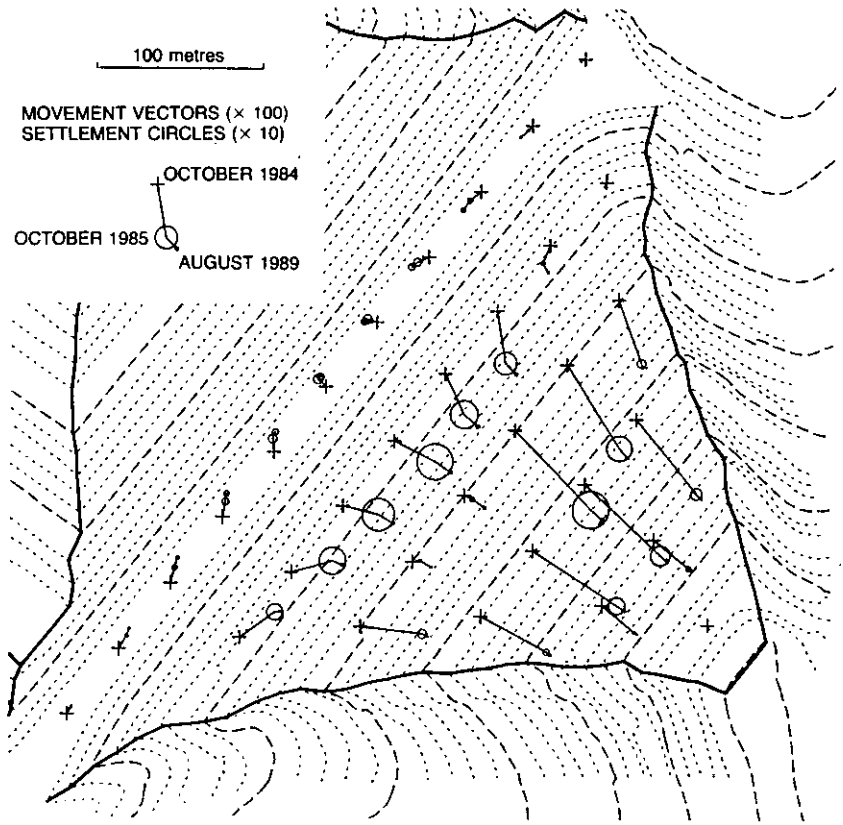 100 metres
MOVEMENT VECTORS (× 100)
SETTLEMENT CIRCLES (× 10)
OCTOBER 1984
OCTOBER 1985
AUGUST 1989